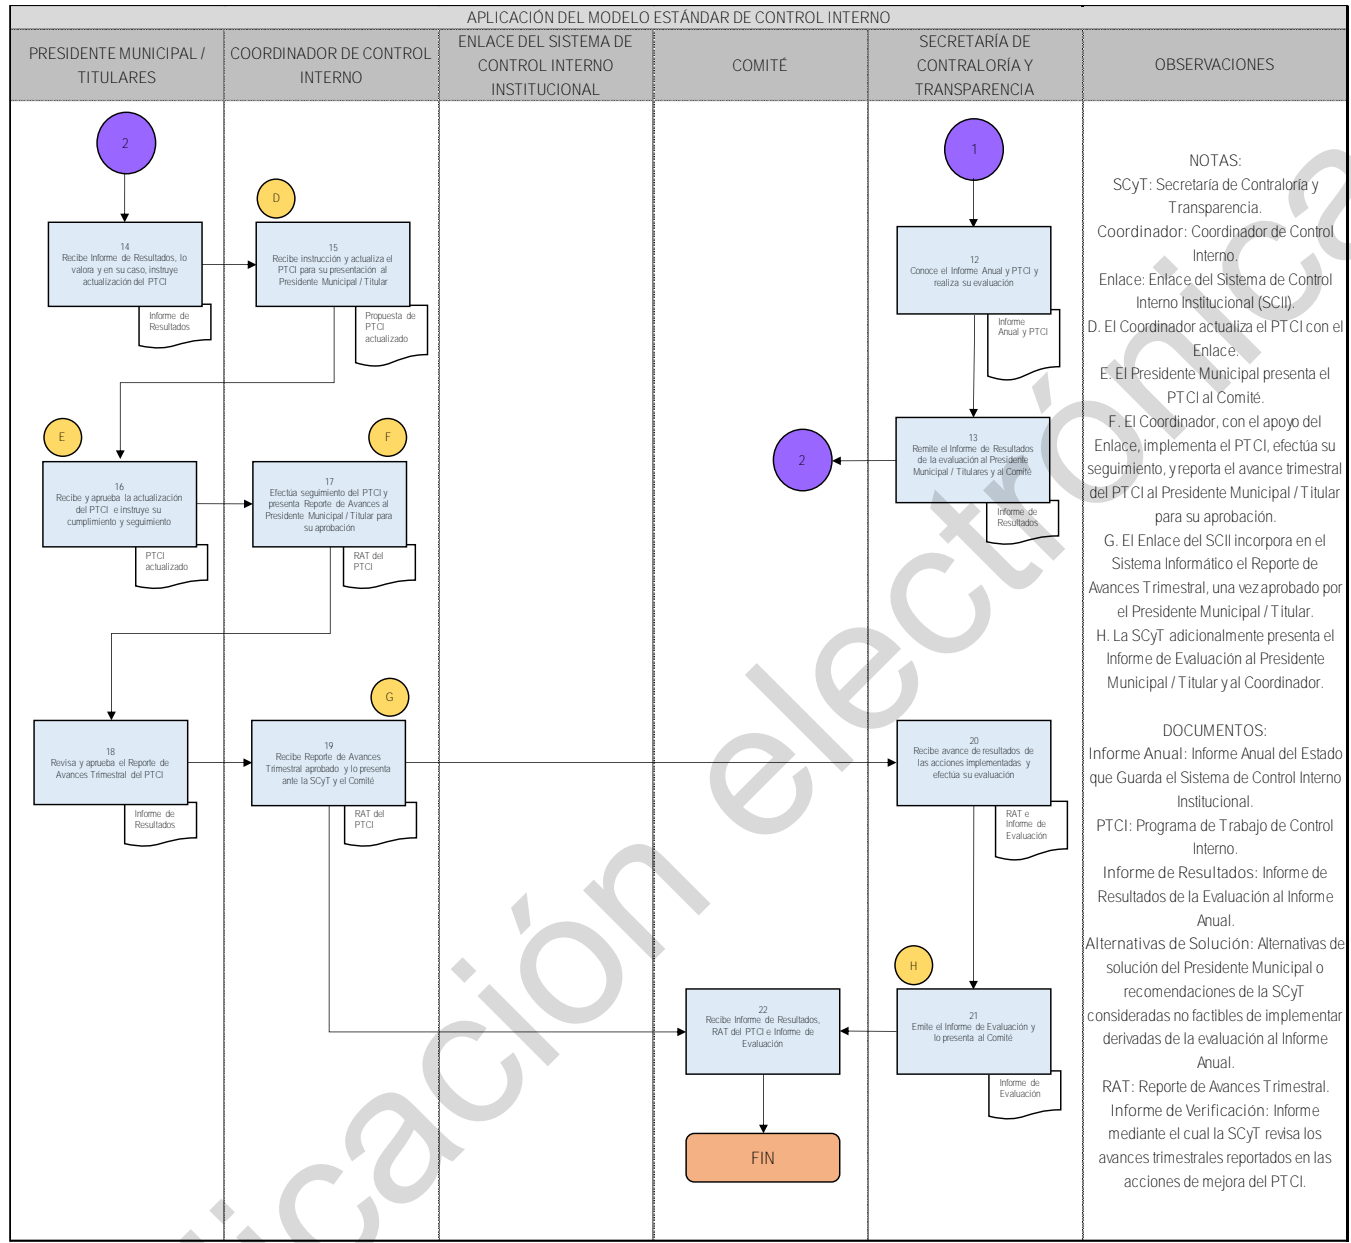 APLICACIÓN DEL MODELO ESTÁNDAR DE CONTROL INTERNO
PRESIDENTE MUNICIPAL /
TITULARES
COORDINADOR DE CONTROL
INTERNO
ENLACE DEL SISTEMA DE
CONTROL INTERNO
INSTITUCIONAL
COMITÉ
SECRETARÍA DE
CONTRALORÍA Y
TRANSPARENCIA
OBSERVACIONES
2
14
Recibe Informe de Resultados, lo
valora y en su caso, instruye
actualización del PTCI
Informe de
Resultados
D
15
Recibe instrucción y actualiza el
PTCI para su presentación al
Presidente Municipal / Titular
Propuesta de
PTCI
actualizado
1
12
Conoce el Informe Anual y PTCI y
realiza su evaluación
Informe
Anual y PTCI
E
16
Recibe y aprueba la actualización
del PTCI e instruye su
cumplimiento y seguimiento
PTCI
actualizado
F
17
Efectúa seguimiento del PTCI y
presenta Reporte de Avances al
Presidente Municipal / Titular para
su aprobación
RAT del
PTCI
2
13
Remite el Informe de Resultados
de la evaluación al Presidente
Municipal / Titulares y al Comité
Informe de
Resultados
18
Revisa y aprueba el Reporte de
Avances Trimestral del PTCI
Informe de
Resultados
G
19
Recibe Reporte de Avances
Trimestral aprobado y lo presenta
ante la SCyT y el Comité
RAT del
PTCI
20
Recibe avance de resultados de
las acciones implementadas y
efectúa su evaluación
RAT e
Informe de
Evaluación
H
21
Emite el Informe de Evaluación y
lo presenta al Comité
Informe de
Evaluación
22
Recibe Informe de Resultados,
RAT del PTCI e Informe de
Evaluación
FIN
NOTAS:
SCyT: Secretaría de Contraloría y
Transparencia.
Coordinador: Coordinador de Control
Interno.
Enlace: Enlace del Sistema de Control
Interno Institucional (SCII).
D. El Coordinador actualiza el PTCI con el
Enlace.
E. El Presidente Municipal presenta el
PTCI al Comité.
F. El Coordinador, con el apoyo del
Enlace, implementa el PTCI, efectúa su
seguimiento, y reporta el avance trimestral
del PTCI al Presidente Municipal / Titular
para su aprobación.
G. El Enlace del SCII incorpora en el
Sistema Informático el Reporte de
Avances Trimestral, una vez aprobado por
el Presidente Municipal / Titular.
H. La SCyT adicionalmente presenta el
Informe de Evaluación al Presidente
Municipal / Titular y al Coordinador.
DOCUMENTOS:
Informe Anual: Informe Anual del Estado
que Guarda el Sistema de Control Interno
Institucional.
PTCI: Programa de Trabajo de Control
Interno.
Informe de Resultados: Informe de
Resultados de la Evaluación al Informe
Anual.
Alternativas de Solución: Alternativas de
solución del Presidente Municipal o
recomendaciones de la SCyT
consideradas no factibles de implementar
derivadas de la evaluación al Informe
Anual.
RAT: Reporte de Avances Trimestral.
Informe de Verificación: Informe
mediante el cual la SCyT revisa los
avances trimestrales reportados en las
acciones de mejora del PTCI.
licación electrónica